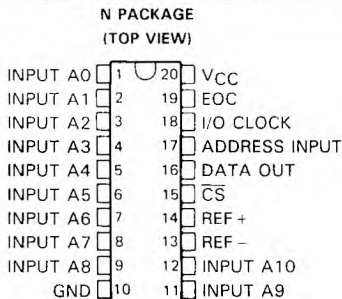 N PACKAGE
(TOP VIEW)
INPUT A0 1 20 VCC
INPUT A1 2 19 EOC
INPUT A2 3 18 I/O CLOCK
INPUT A3 4 17 ADDRESS INPUT
INPUT A4 5 16 DATA OUT
INPUT A5 6 15 C̅S̅
INPUT A6 7 14 REF +
INPUT A7 8 13 REF −
INPUT A8 9 12 INPUT A10
GND 10 11 INPUT A9